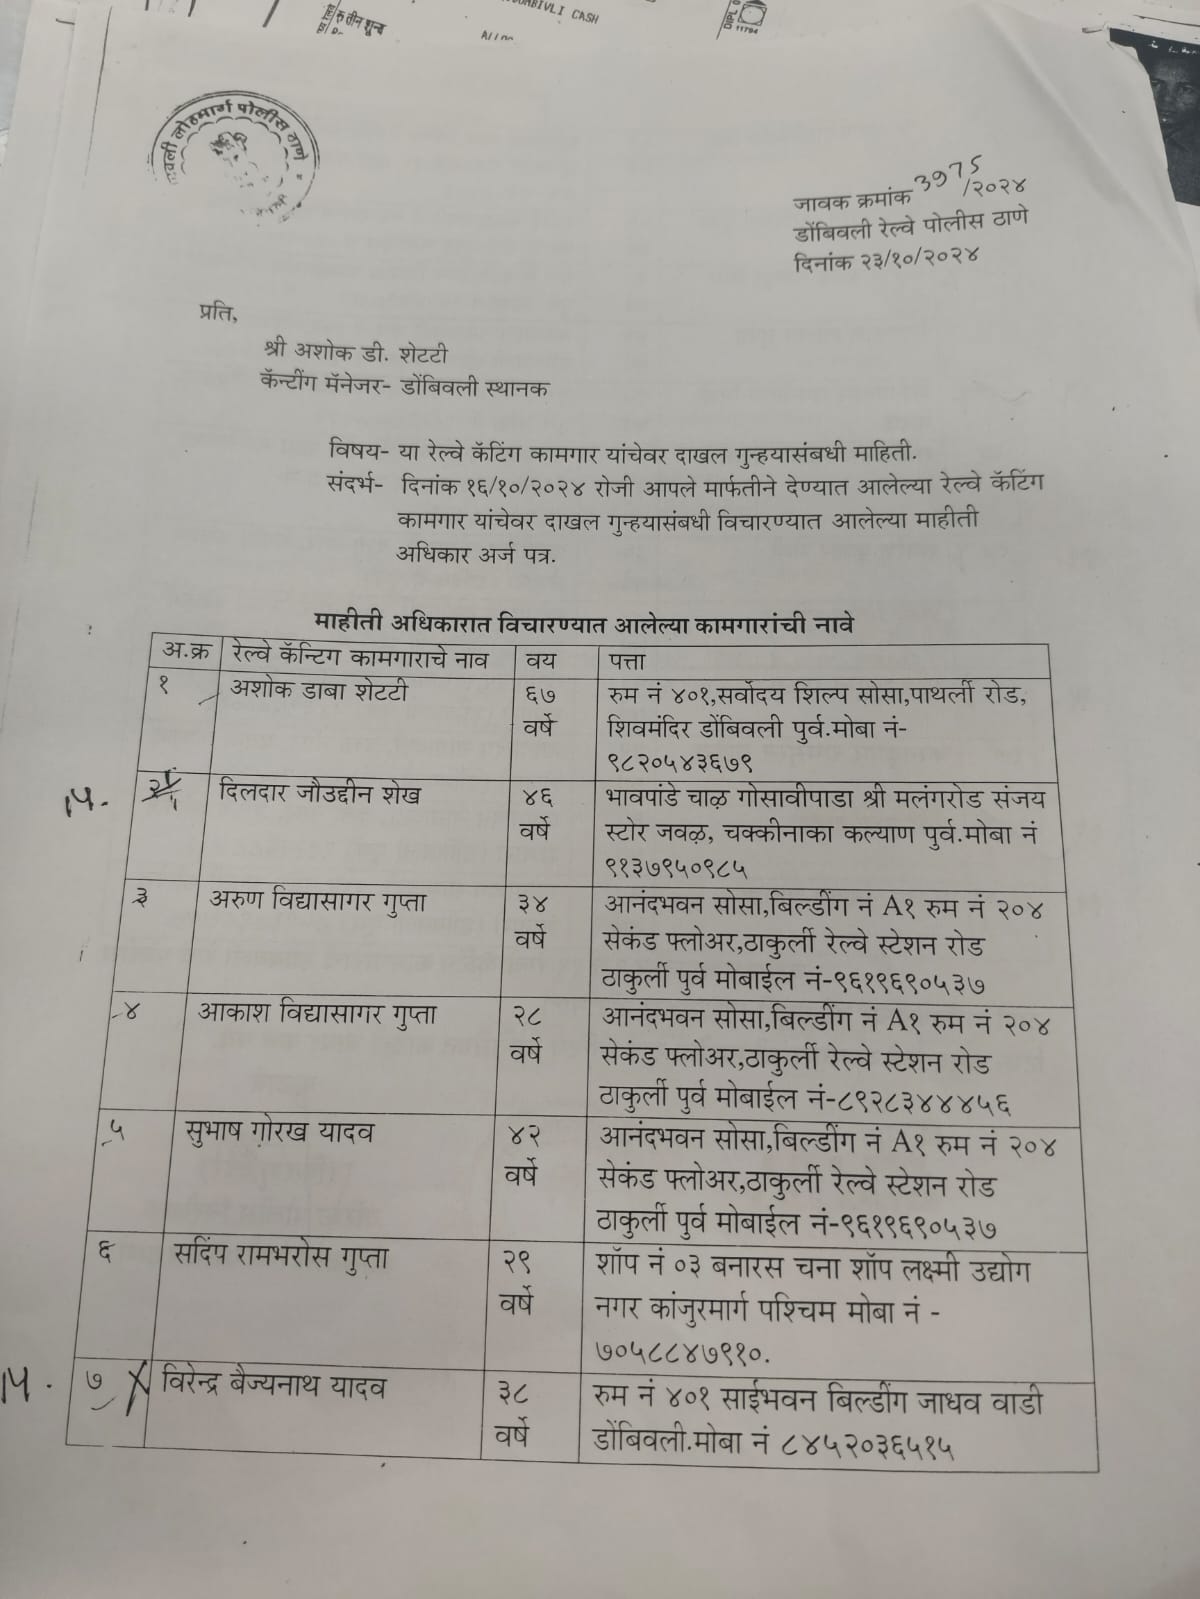 DOMBIVLI CASH
रु तीन शून्य
11794
लोहमार्ग पोलीस ठाणे
जावक क्रमांक 3975/२०२४
डोंबिवली रेल्वे पोलीस ठाणे
दिनांक २३/१०/२०२४
प्रति,
श्री अशोक डी. शेटटी
कॅन्टींग मॅनेजर- डोंबिवली स्थानक
विषय- या रेल्वे कॅटिंग कामगार यांचेवर दाखल गुन्हयासंबधी माहिती.
संदर्भ- दिनांक १६/१०/२०२४ रोजी आपले मार्फतीने देण्यात आलेल्या रेल्वे कॅटिंग
कामगार यांचेवर दाखल गुन्हयासंबधी विचारण्यात आलेल्या माहीती
अधिकार अर्ज पत्र.
माहीती अधिकारात विचारण्यात आलेल्या कामगारांची नावे
अ.क्र रेल्वे कॅन्टिग कामगाराचे नाव वय पत्ता
१ अशोक डाबा शेटटी ६७ रुम नं ४०१,सर्वोदय शिल्प सोसा,पाथर्ली रोड,
वर्षे शिवमंदिर डोंबिवली पुर्व.मोबा नं-
९८२०५४३६७९
२ दिलदार जौउद्दीन शेख ४६ भावपांडे चाळ गोसावीपाडा श्री मलंगरोड संजय
वर्षे स्टोर जवळ, चक्कीनाका कल्याण पुर्व.मोबा नं
९१३७९५०९८५
३ अरुण विद्यासागर गुप्ता ३४ आनंदभवन सोसा,बिल्डींग नं A१ रुम नं २०४
वर्षे सेकंड फ्लोअर,ठाकुर्ली रेल्वे स्टेशन रोड
ठाकुर्ली पुर्व मोबाईल नं-९६१९६९०५३७
४ आकाश विद्यासागर गुप्ता २८ आनंदभवन सोसा,बिल्डींग नं A१ रुम नं २०४
वर्षे सेकंड फ्लोअर,ठाकुर्ली रेल्वे स्टेशन रोड
ठाकुर्ली पुर्व मोबाईल नं-८९२८३४४४५६
५ सुभाष गोरख यादव ४२ आनंदभवन सोसा,बिल्डींग नं A१ रुम नं २०४
वर्षे सेकंड फ्लोअर,ठाकुर्ली रेल्वे स्टेशन रोड
ठाकुर्ली पुर्व मोबाईल नं-९६१९६९०५३७
६ सदिंप रामभरोस गुप्ता २९ शॉप नं ०३ बनारस चना शॉप लक्ष्मी उद्योग
वर्षे नगर कांजुरमार्ग पश्चिम मोबा नं -
७०५८८४७९१०.
७ विरेन्द्र बैज्यनाथ यादव ३८ रुम नं ४०१ साईभवन बिल्डींग जाधव वाडी
वर्षे डोंबिवली.मोबा नं ८४५२०३६५१५